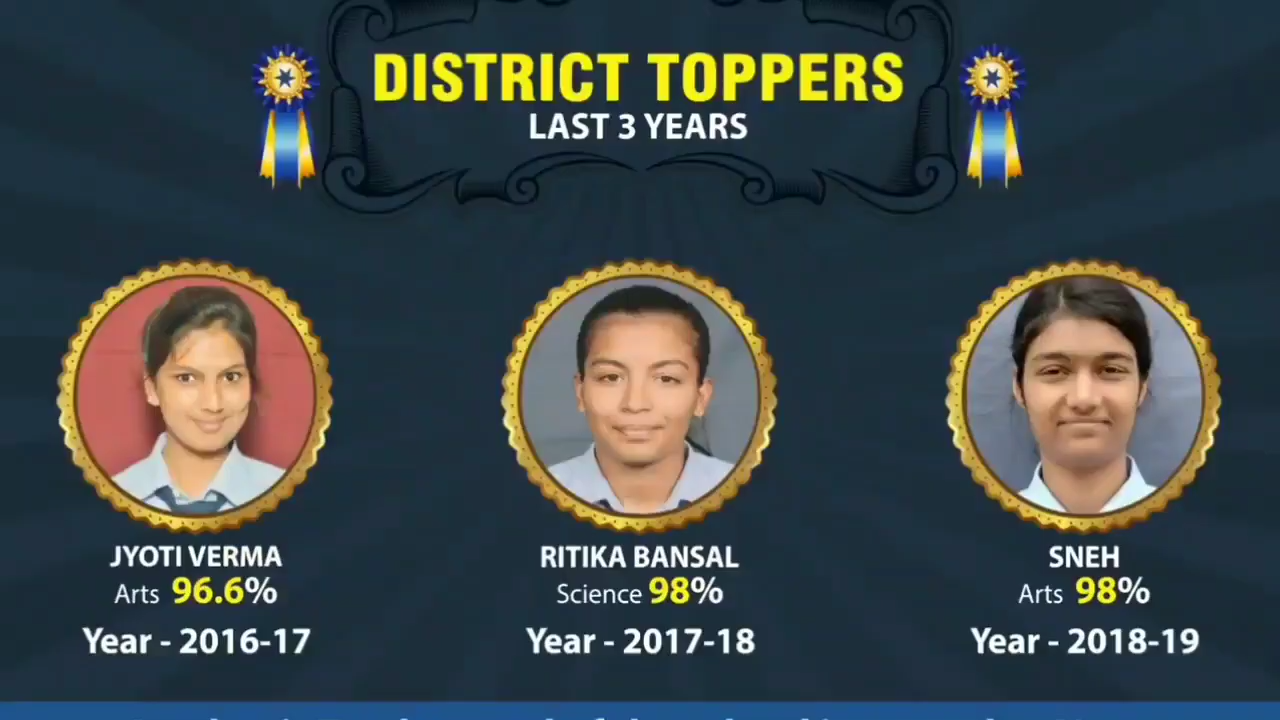 DISTRICT TOPPERS
LAST 3 YEARS
JYOTI VERMA
Arts 96.6%
Year - 2016-17
RITIKA BANSAL
Science 98%
Year - 2017-18
SNEH
Arts 98%
Year - 2018-19